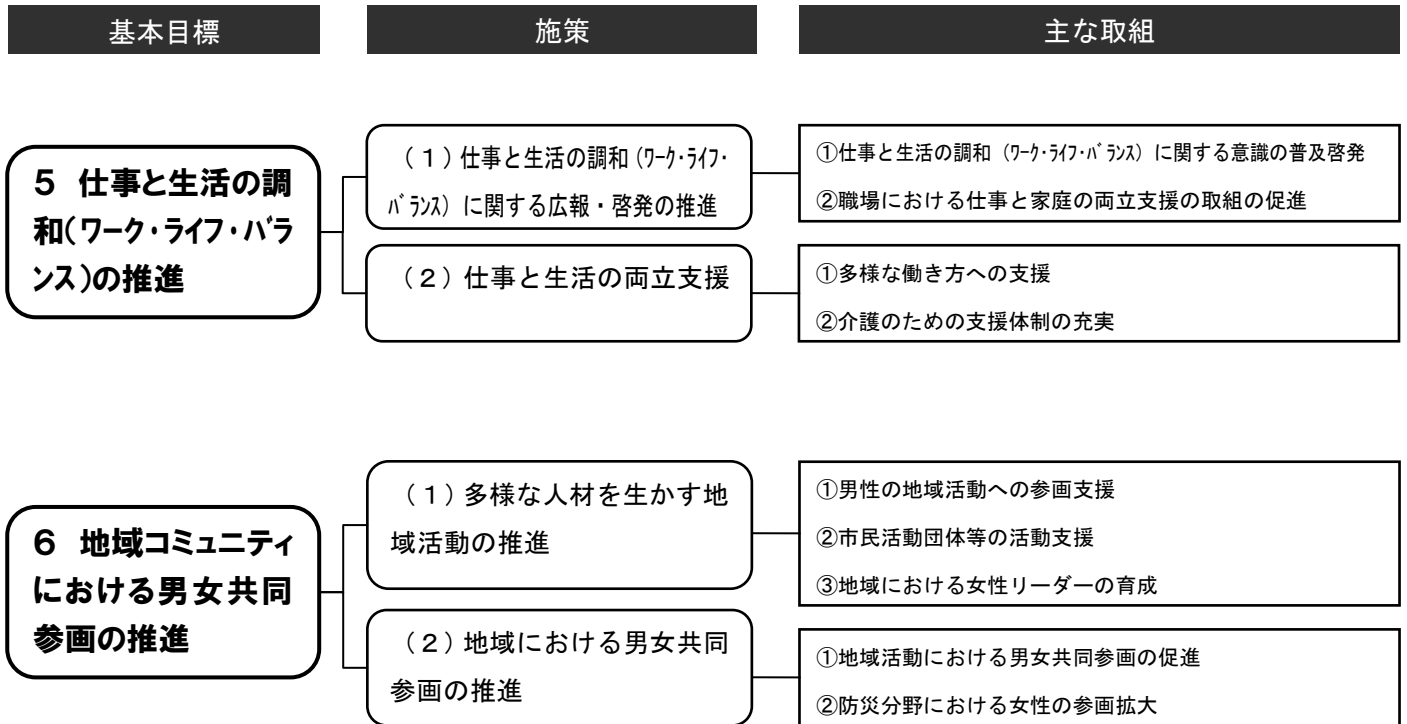 基本目標
施策
主な取組
5 仕事と生活の調
和(ワーク・ライフ・バラ
ンス)の推進
(1)仕事と生活の調和(ワーク・ライフ・
バランス)に関する広報・啓発の推進
①仕事と生活の調和(ワーク・ライフ・バランス)に関する意識の普及啓発
②職場における仕事と家庭の両立支援の取組の促進
(2)仕事と生活の両立支援
①多様な働き方への支援
②介護のための支援体制の充実
6 地域コミュニティ
における男女共同
参画の推進
(1)多様な人材を生かす地
域活動の推進
①男性の地域活動への参画支援
②市民活動団体等の活動支援
③地域における女性リーダーの育成
(2)地域における男女共同
参画の推進
①地域活動における男女共同参画の促進
②防災分野における女性の参画拡大